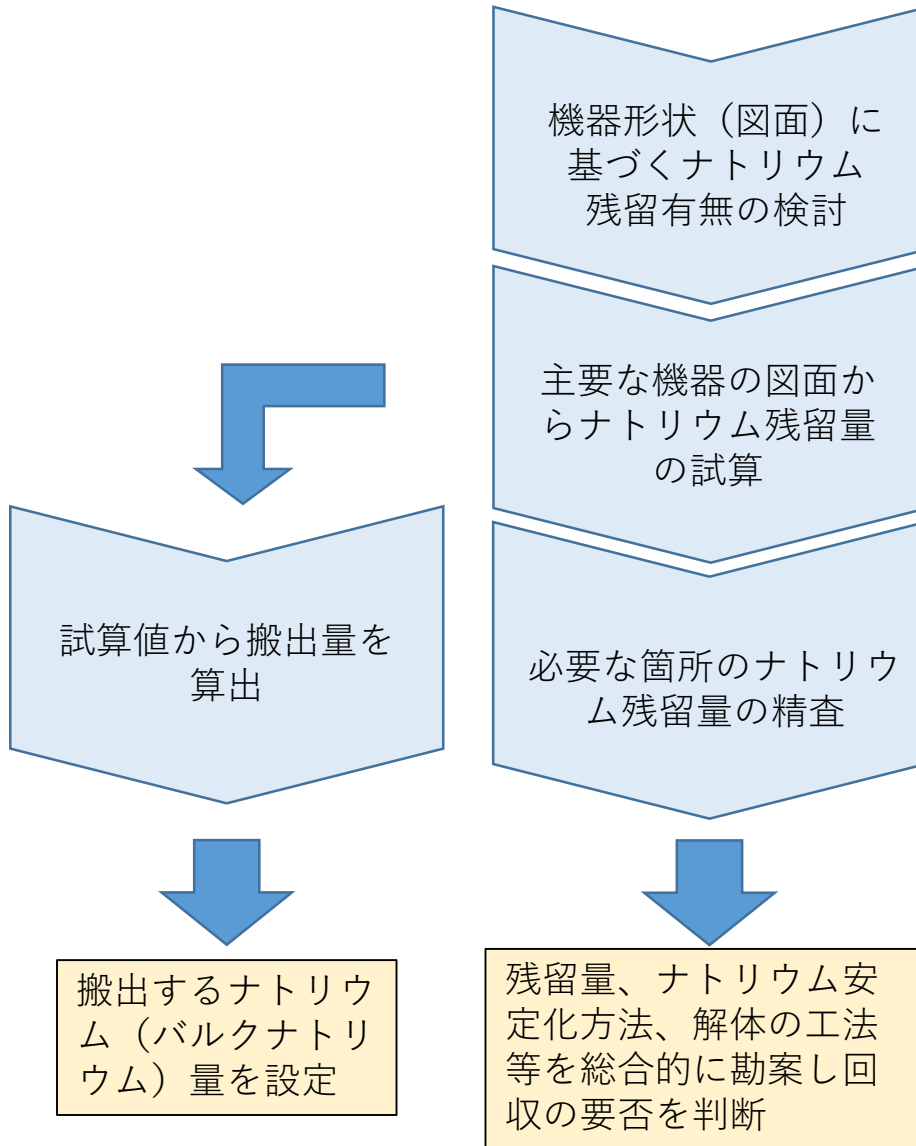 機器形状（図面）に
基づくナトリウム
残留有無の検討
主要な機器の図面か
らナトリウム残留量
の試算
試算値から搬出量を
算出
必要な箇所のナトリウ
ム残留量の精査
搬出するナトリウ
ム（バルクナトリ
ウム）量を設定
残留量、ナトリウム安
定化方法、解体の工法
等を総合的に勘案し回
収の要否を判断